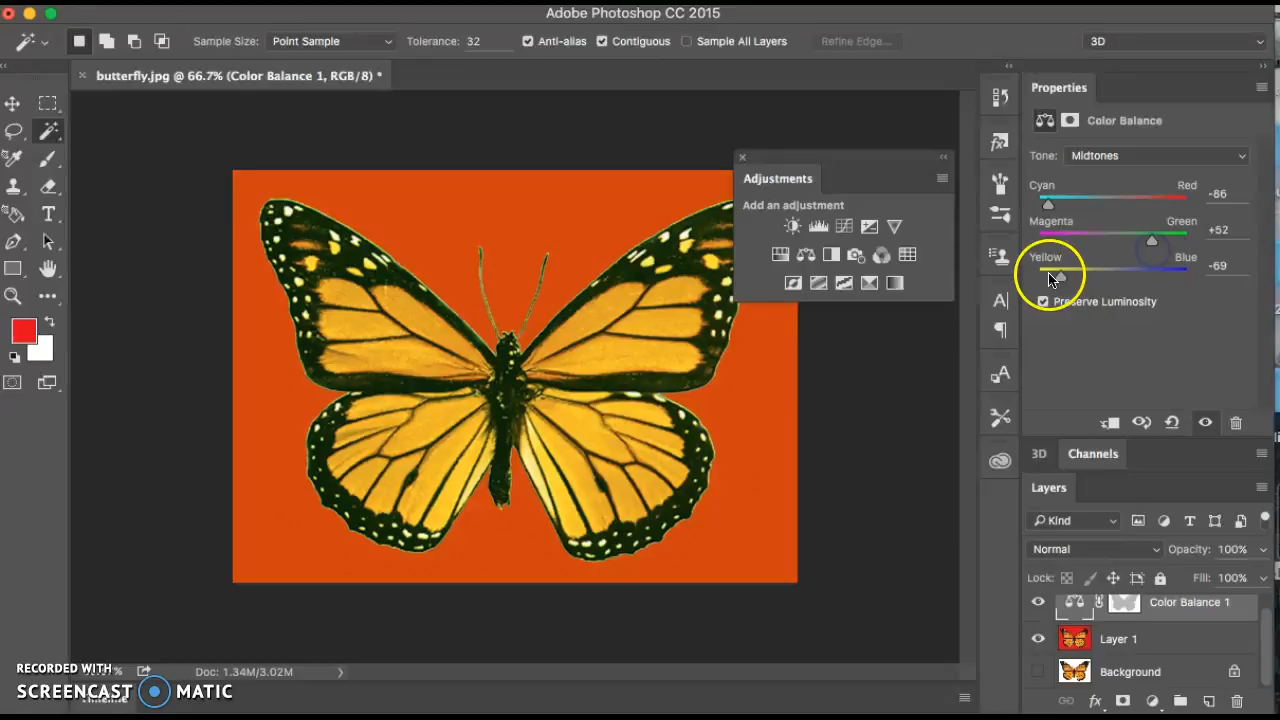 Adobe Photoshop CC 2015
Sample Size: Point Sample Tolerance: 32 Anti-alias Contiguous Sample All Layers Refine Edge... 3D
butterfly.jpg @ 66.7% (Color Balance 1, RGB/8) *
Properties
Color Balance
Tone: Midtones
Cyan Red -86
Magenta Green +52
Yellow Blue -69
Preserve Luminosity
Adjustments
Add an adjustment
3D Channels
Layers
Kind
Normal Opacity: 100%
Lock: Fill: 100%
Color Balance 1
Layer 1
Background
Doc: 1.34M/3.02M
RECORDED WITH
SCREENCAST MATIC
Timeline